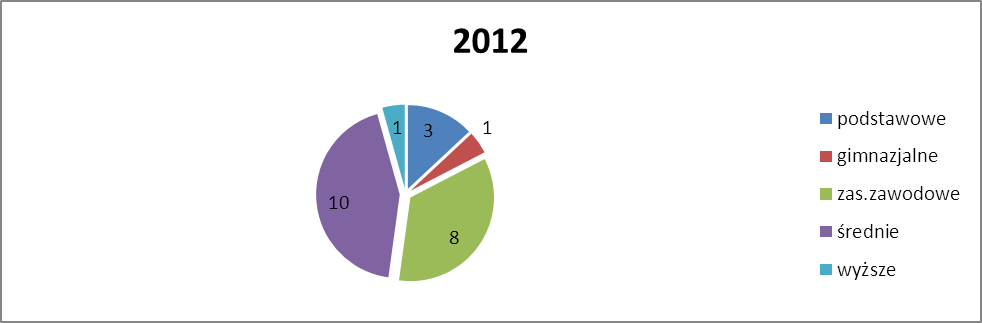 2012
1
3
1
10
8
podstawowe
gimnazjalne
zas.zawodowe
średnie
wyższe